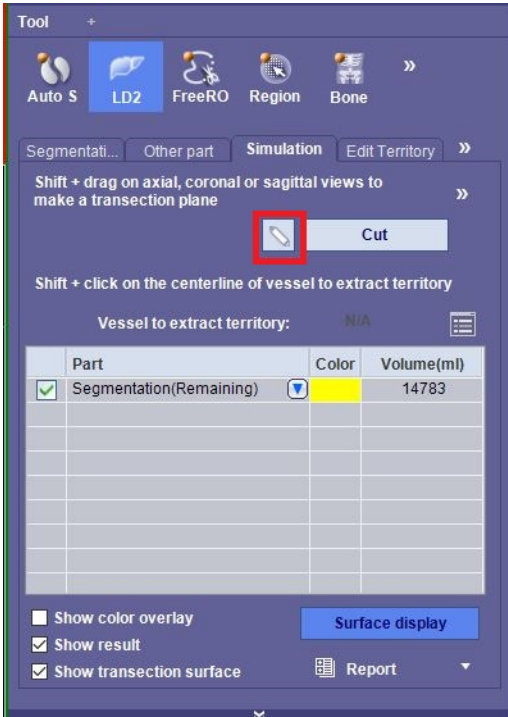 Tool +
Auto S LD2 FreeRO Region Bone »
Segmentati... Other part Simulation Edit Territory »
Shift + drag on axial, coronal or sagittal views to
make a transection plane »
Cut
Shift + click on the centerline of vessel to extract territory
Vessel to extract territory: N/A
Part Color Volume(ml)
Segmentation(Remaining) 14783
Show color overlay
Surface display
Show result
Show transection surface
Report